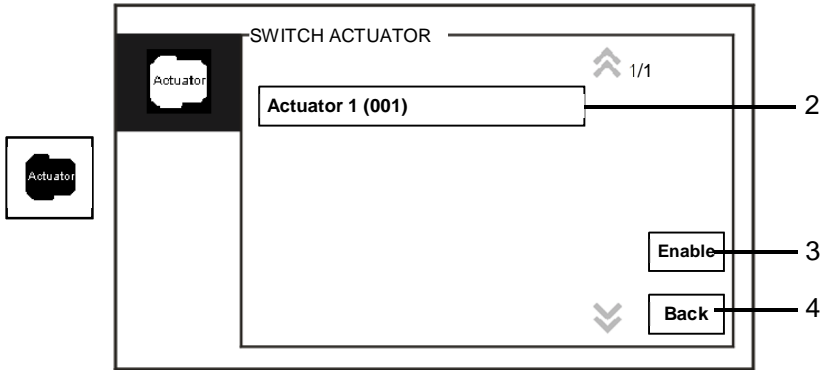 SWITCH ACTUATOR
Actuator
1/1
Actuator 1 (001)
2
Actuator
Enable
3
Back
4